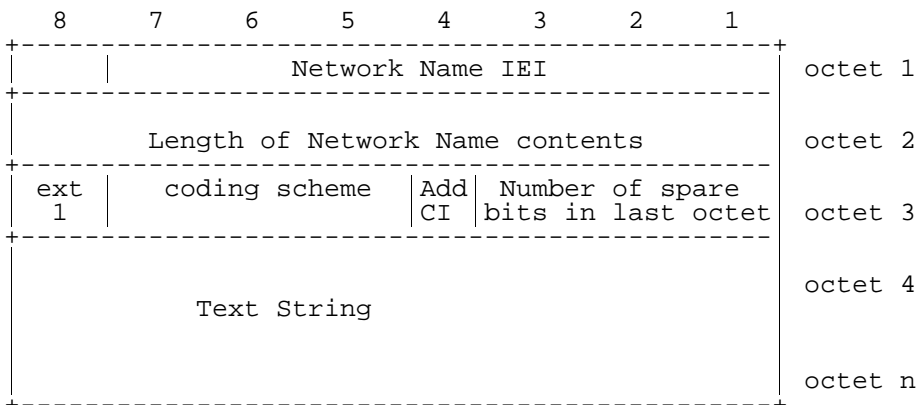 8 7 6 5 4 3 2 1
Network Name IEI octet 1
Length of Network Name contents octet 2
ext coding scheme Add Number of spare
1 CI bits in last octet octet 3
octet 4
Text String
octet n